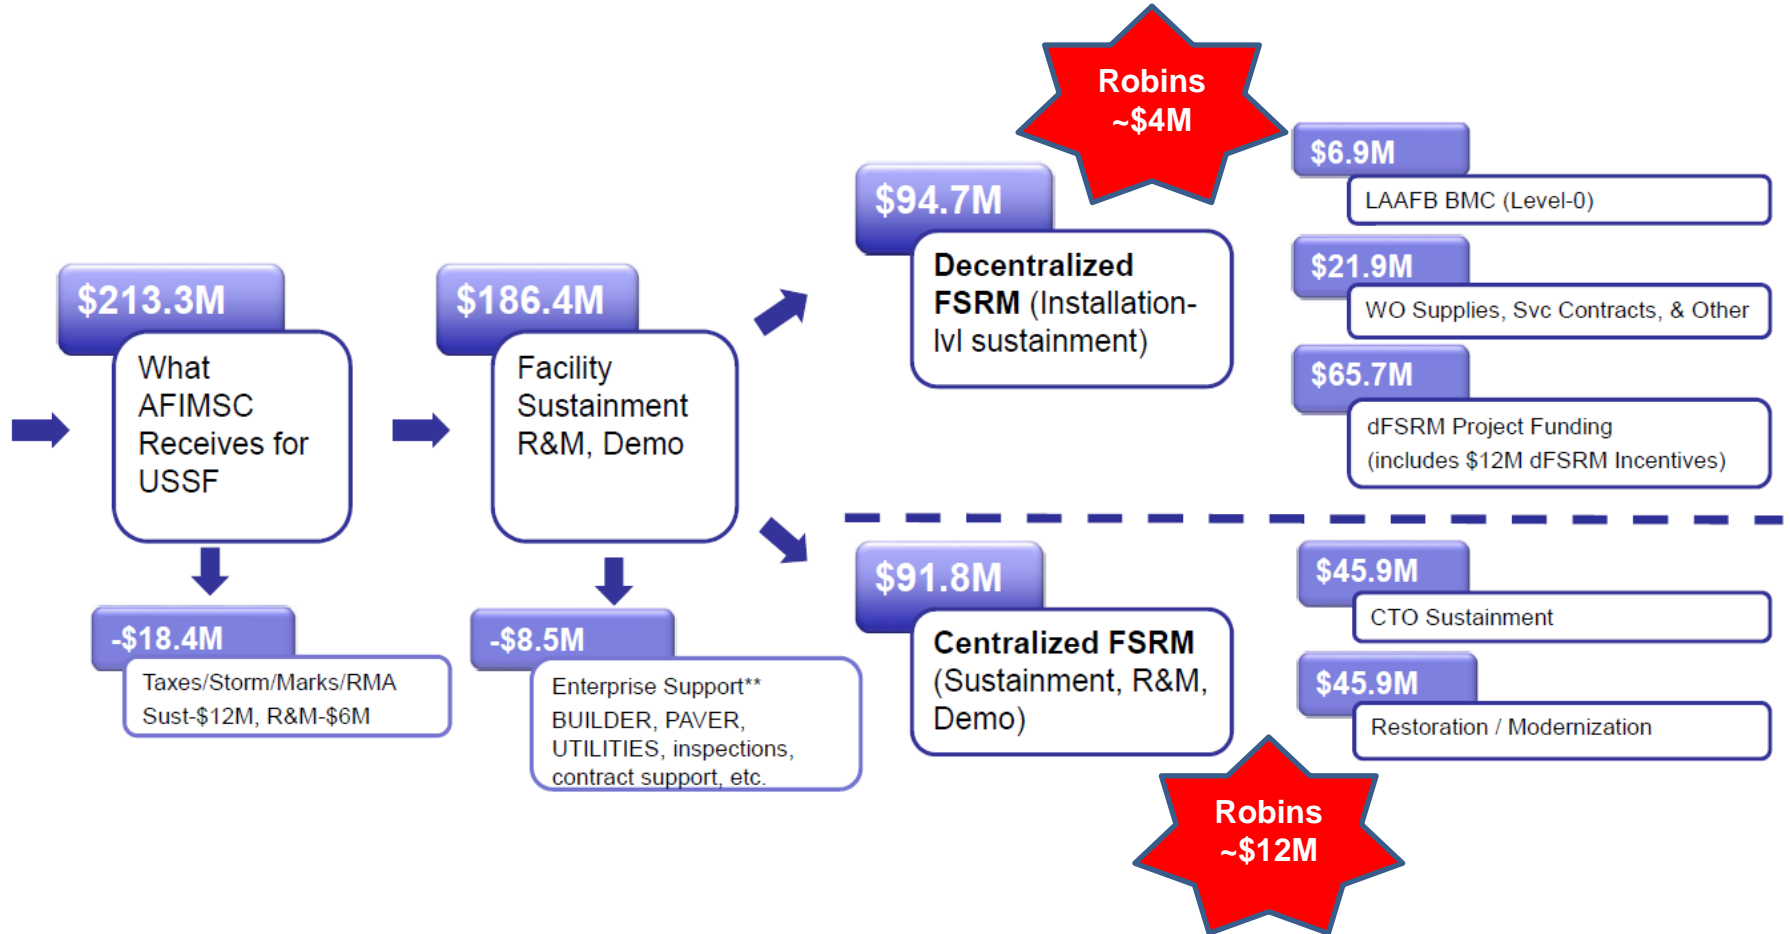 $213.3M
What
AFIMSC
Receives for
USSF
-$18.4M
Taxes/Storm/Marks/RMA
Sust-$12M, R&M-$6M
$186.4M
Facility
Sustainment
R&M, Demo
-$8.5M
Enterprise Support**
BUILDER, PAVER,
UTILITIES, inspections,
contract support, etc.
Robins
~$4M
$94.7M
Decentralized
FSRM (Installation-
lvl sustainment)
$6.9M
LAAFB BMC (Level-0)
$21.9M
WO Supplies, Svc Contracts, & Other
$65.7M
dFSRM Project Funding
(includes $12M dFSRM Incentives)
$91.8M
Centralized FSRM
(Sustainment, R&M,
Demo)
$45.9M
CTO Sustainment
$45.9M
Restoration / Modernization
Robins
~$12M